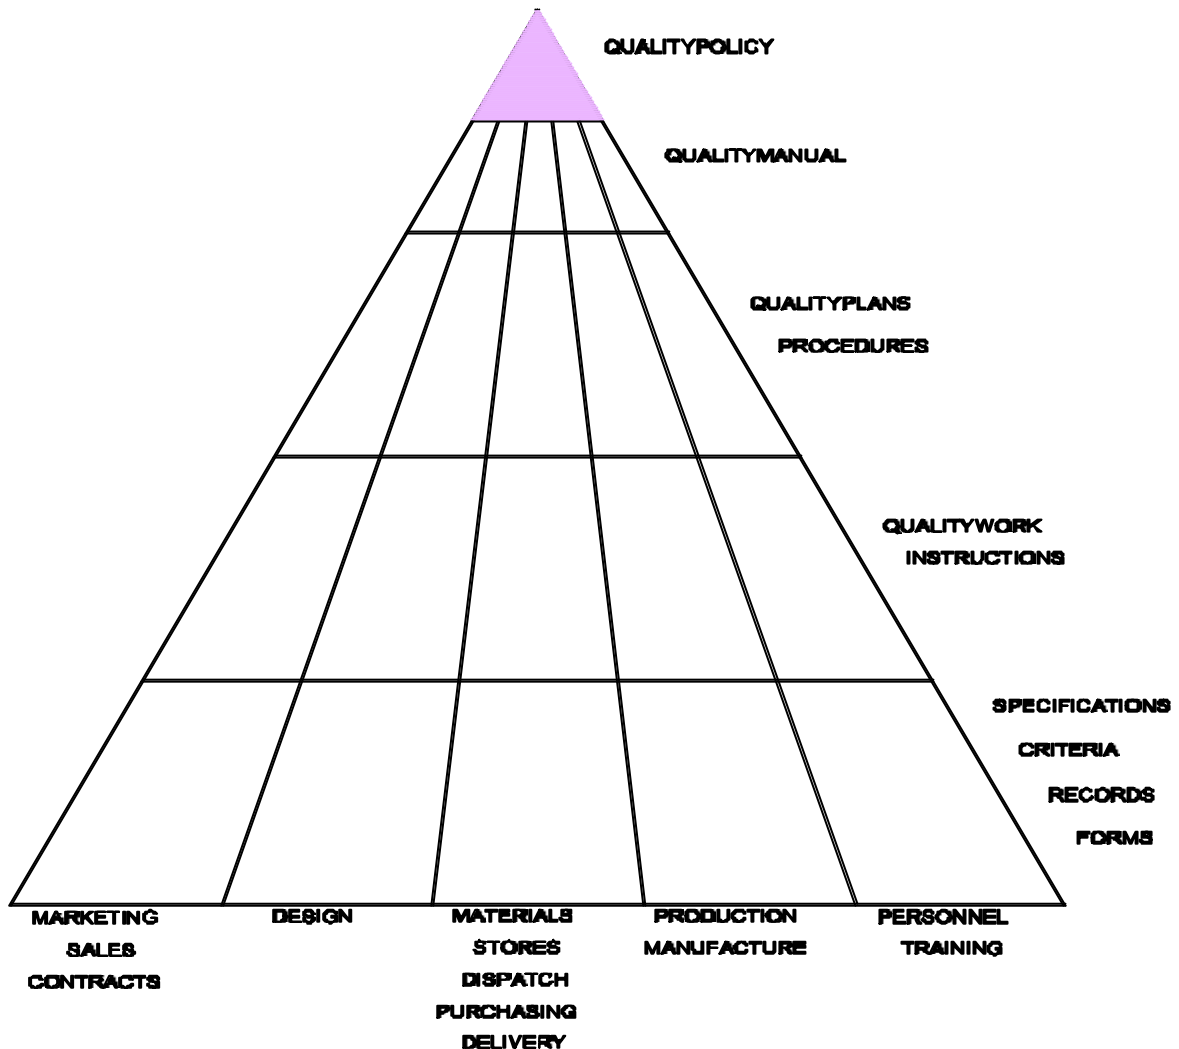 QUALITYPOLICY
QUALITYMANUAL
QUALITYPLANS
PROCEDURES
QUALITYWORK
INSTRUCTIONS
SPECIFICATIONS
CRITERIA
RECORDS
FORMS
MARKETING
SALES
CONTRACTS
DESIGN
MATERIALS
STORES
DISPATCH
PURCHASING
DELIVERY
PRODUCTION
MANUFACTURE
PERSONNEL
TRAINING